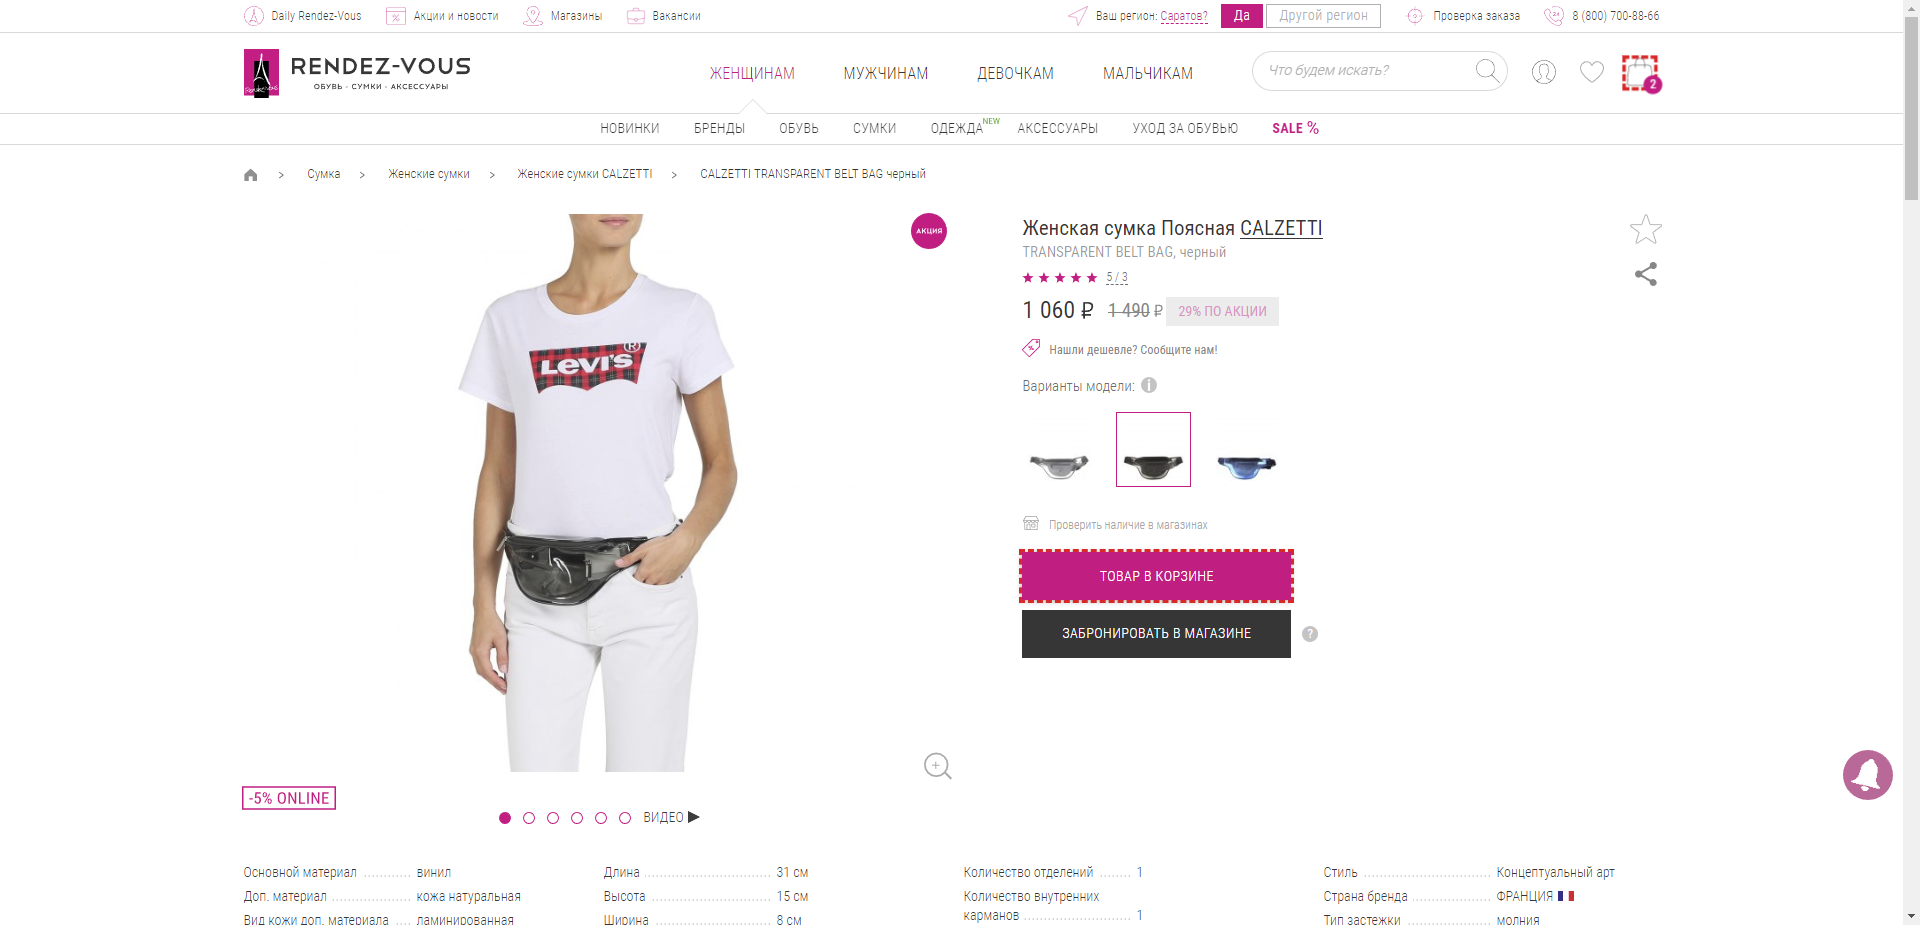 Daily Rendez-Vous Акции и новости Магазины Вакансии Ваш регион: Саратов? Да Другой регион Проверка заказа 8 (800) 700-88-66
RENDEZ-VOUS
ОБУВЬ · СУМКИ · АКСЕССУАРЫ
ЖЕНЩИНАМ МУЖЧИНАМ ДЕВОЧКАМ МАЛЬЧИКАМ
Что будем искать?
2
НОВИНКИ БРЕНДЫ ОБУВЬ СУМКИ ОДЕЖДА NEW АКСЕССУАРЫ УХОД ЗА ОБУВЬЮ SALE %
> Сумка > Женские сумки > Женские сумки CALZETTI > CALZETTI TRANSPARENT BELT BAG черный
АКЦИЯ
LEVI'S ®
-5% ONLINE
ВИДЕО
Женская сумка Поясная CALZETTI
TRANSPARENT BELT BAG, черный
5 / 3
1 060 ₽ 1 490 ₽ 29% ПО АКЦИИ
Нашли дешевле? Сообщите нам!
Варианты модели: i
Проверить наличие в магазинах
ТОВАР В КОРЗИНЕ
ЗАБРОНИРОВАТЬ В МАГАЗИНЕ ?
Основной материал ............ винил
Доп. материал .................... кожа натуральная
Вид кожи доп. материала .... ламинированная
Длина ................................ 31 см
Высота .............................. 15 см
Ширина ............................. 8 см
Количество отделений ........ 1
Количество внутренних
карманов ........................... 1
Стиль ................................ Концептуальный арт
Страна бренда .................... ФРАНЦИЯ
Тип застежки ..................... молния